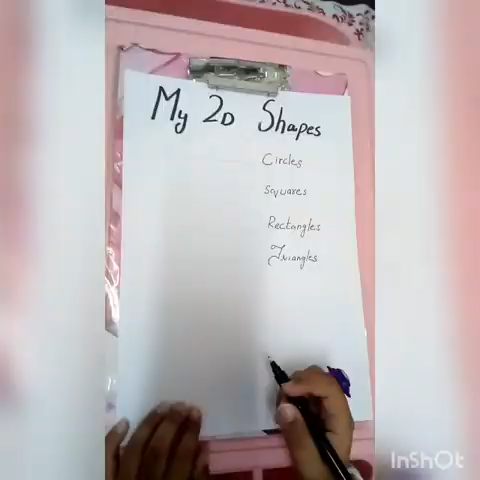 My 2D Shapes
Circles
Squares
Rectangles
Triangles
InShOt